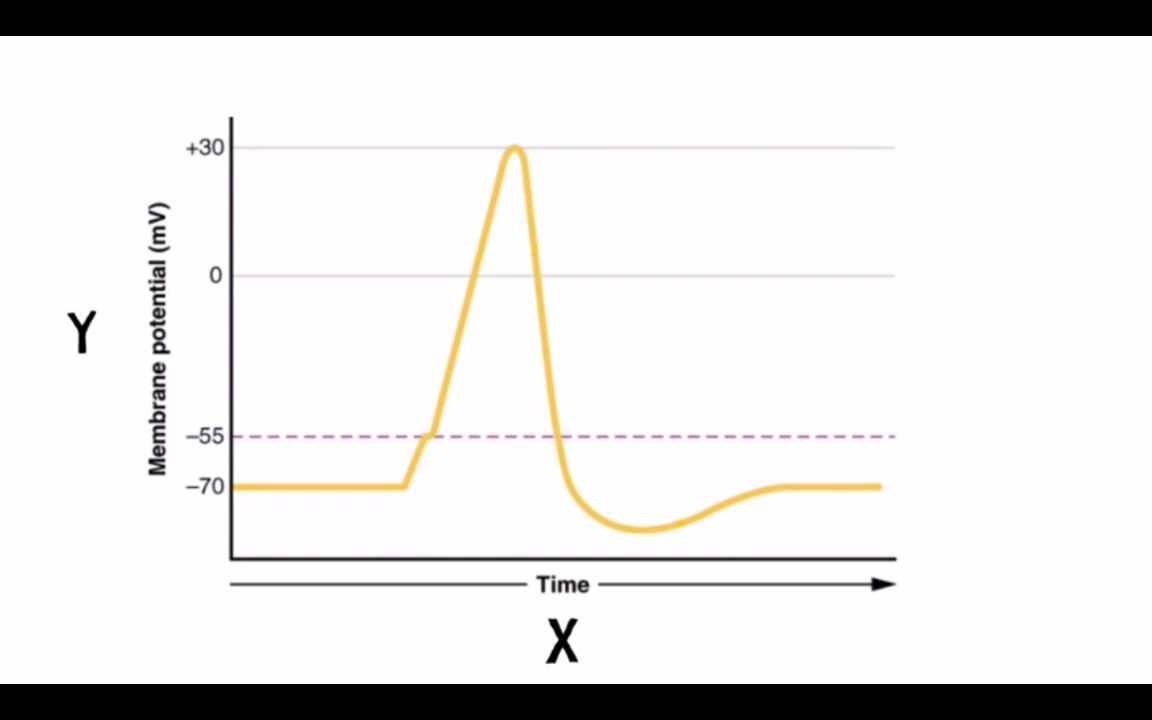 +30
0
Y
Membrane potential (mV)
–55
–70
Time
X